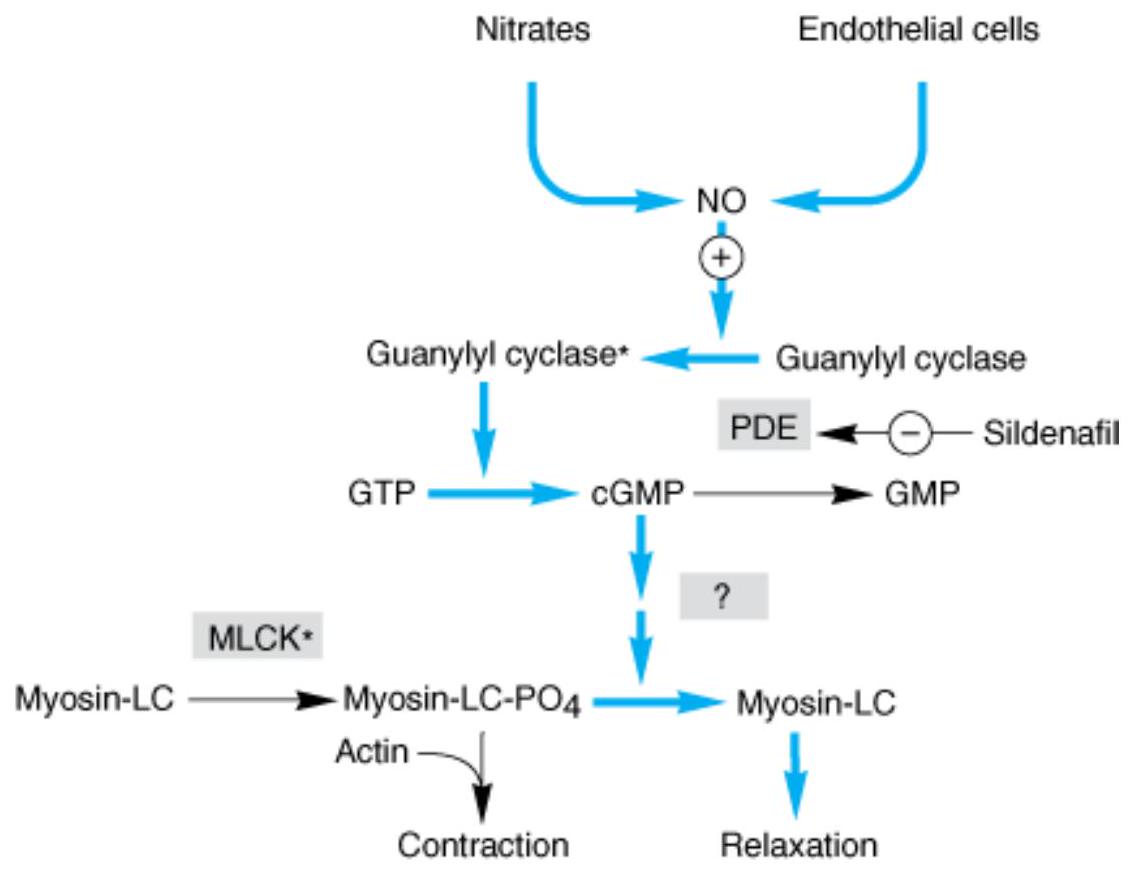 Nitrates
Endothelial cells
NO
+
Guanylyl cyclase*
Guanylyl cyclase
PDE
−
Sildenafil
GTP
cGMP
GMP
?
MLCK*
Myosin-LC
Myosin-LC-PO4
Myosin-LC
Actin
Contraction
Relaxation